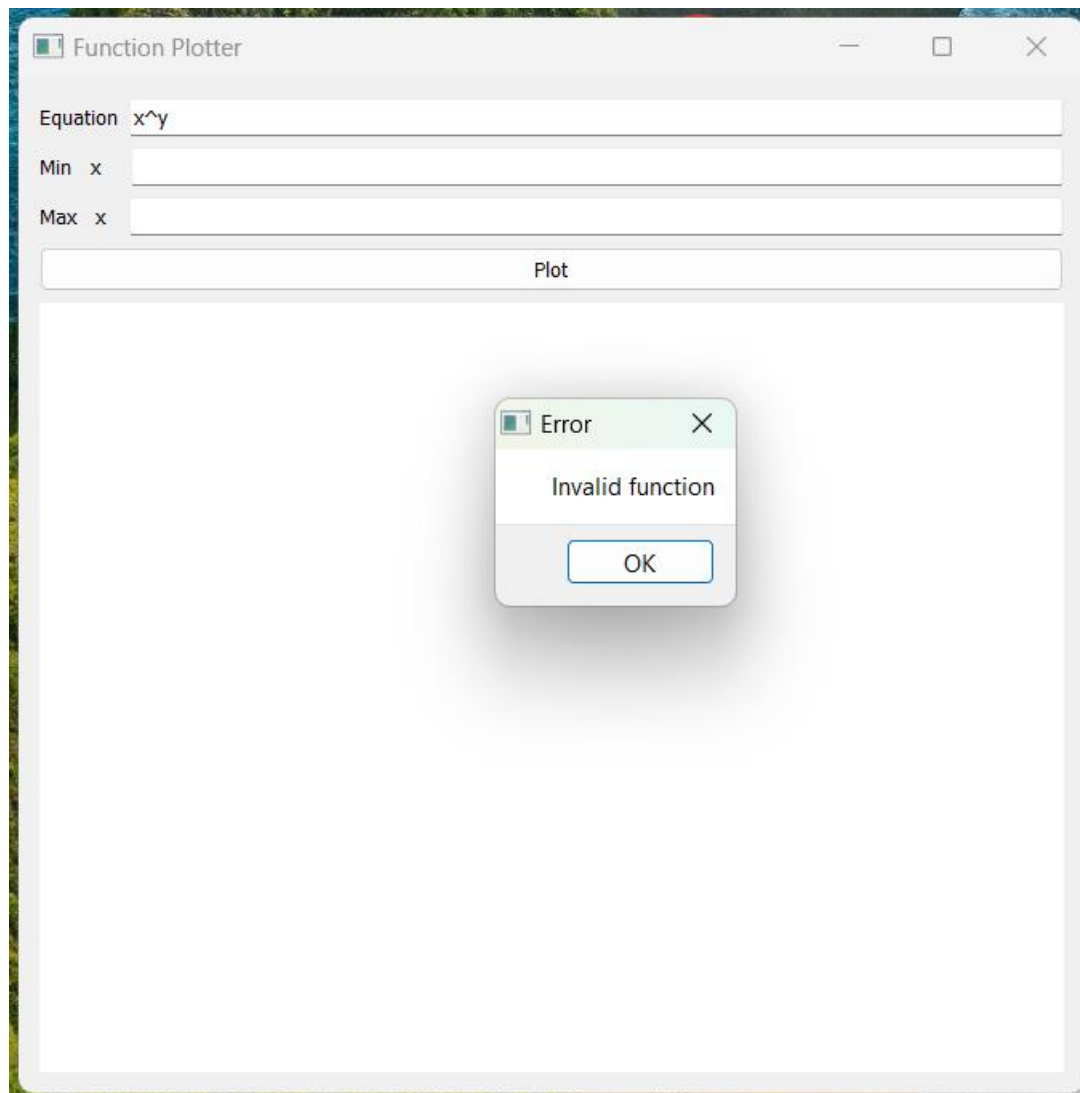 Function Plotter
Equation x^y
Min x
Max x
Plot
Error
Invalid function
OK